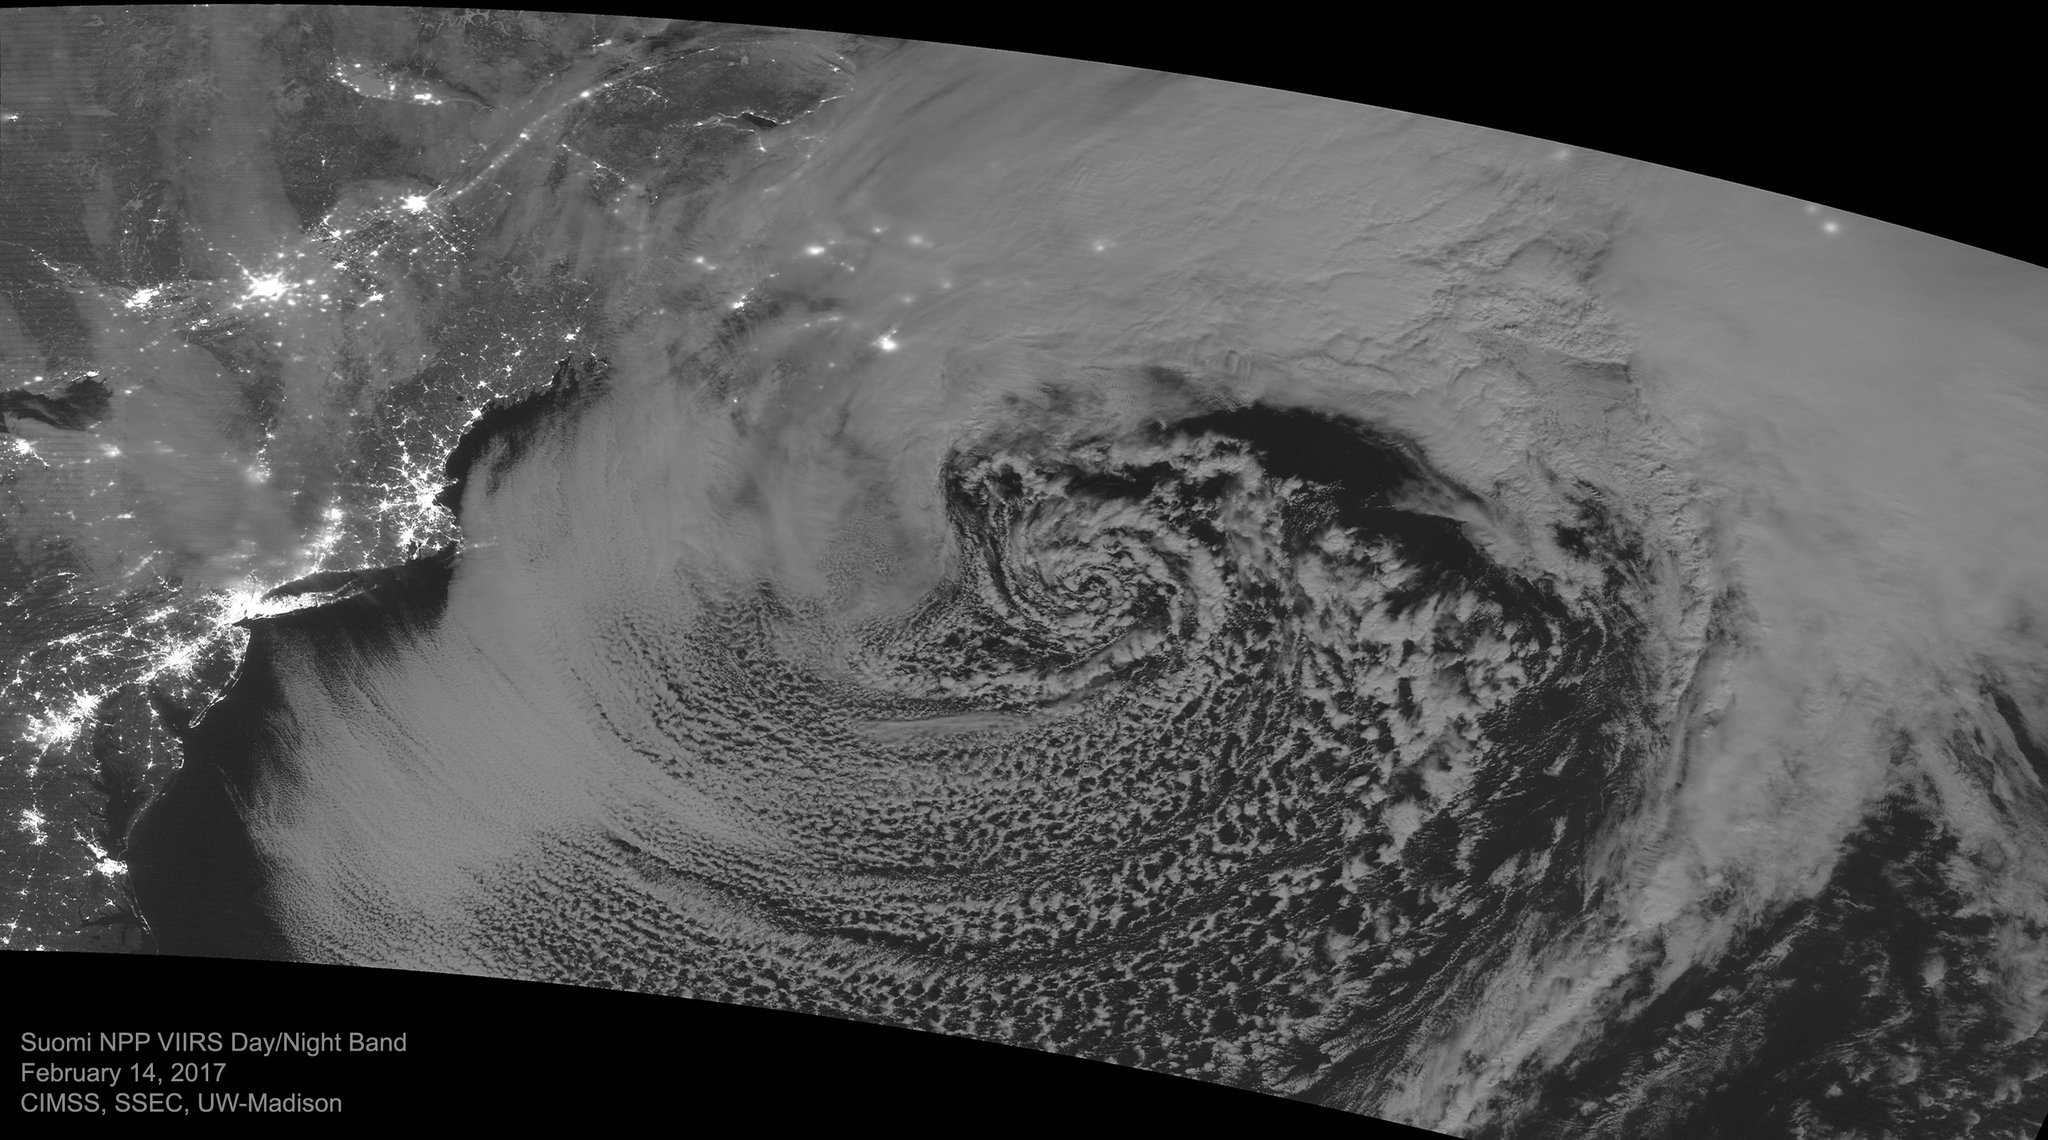 Suomi NPP VIIRS Day/Night Band
February 14, 2017
CIMSS, SSEC, UW-Madison